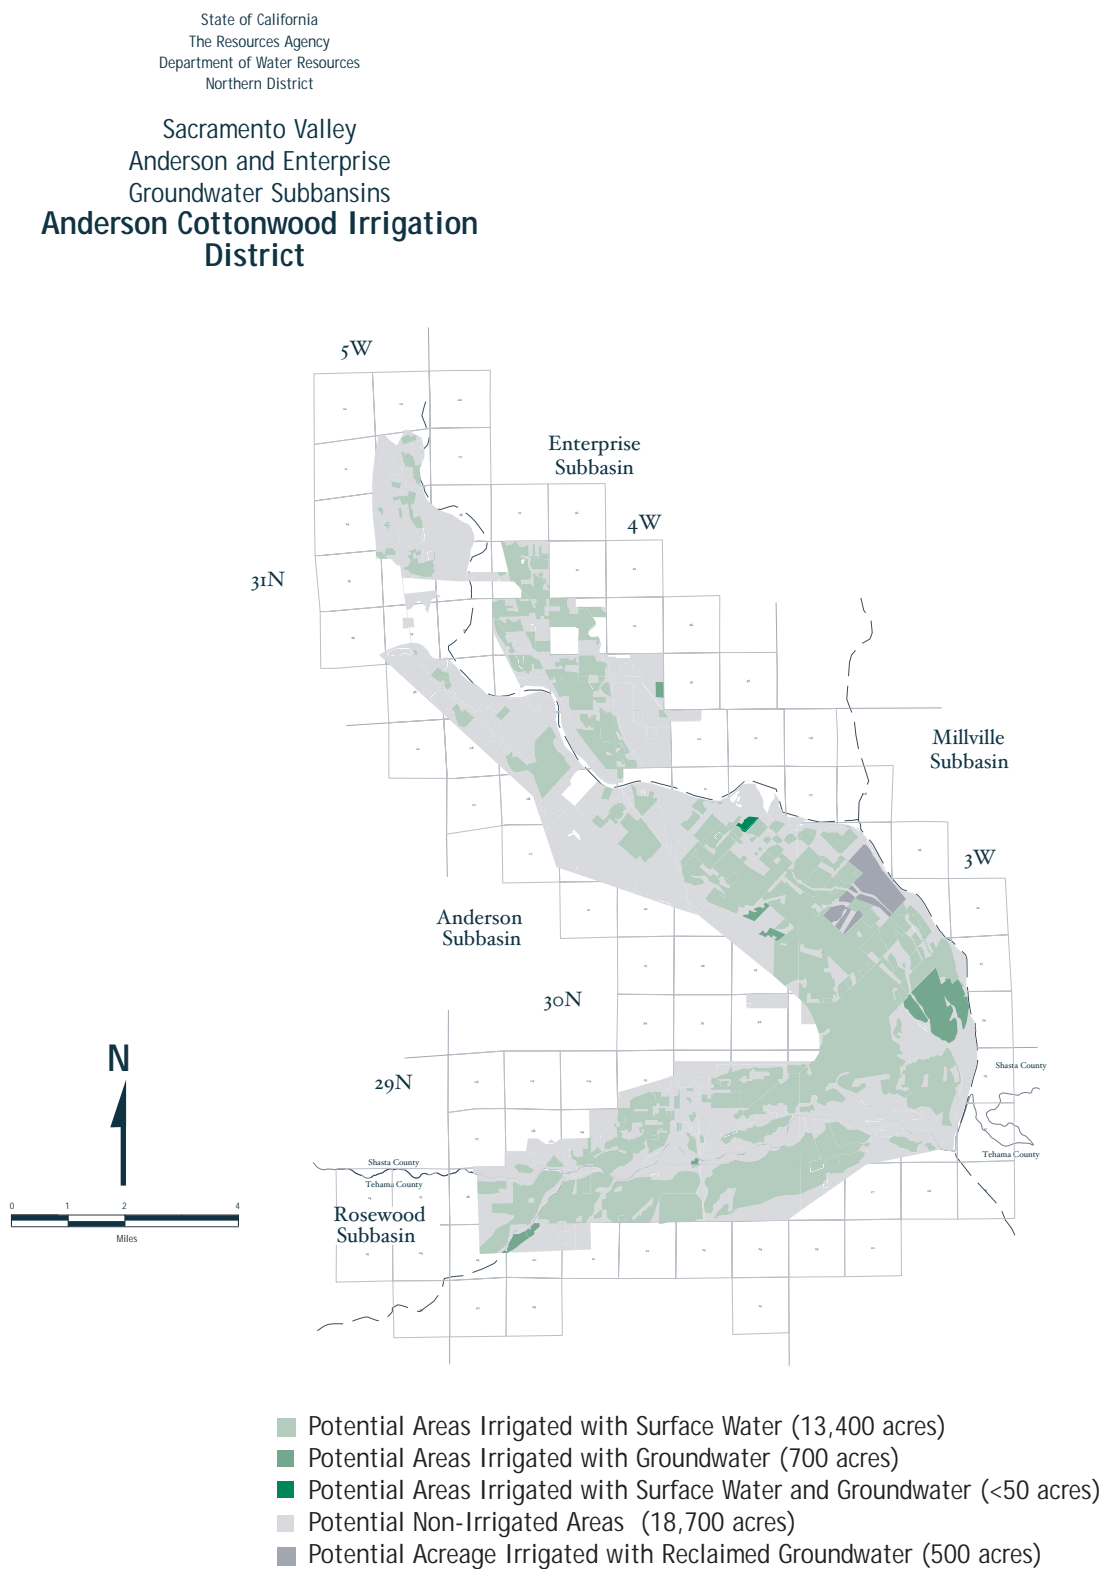 State of California
The Resources Agency
Department of Water Resources
Northern District
Sacramento Valley
Anderson and Enterprise
Groundwater Subbansins
Anderson Cottonwood Irrigation
District
5W
Enterprise
Subbasin
4W
31N
Millville
Subbasin
3W
Anderson
Subbasin
30N
N
29N
Shasta County
Tehama County
Shasta County
Tehama County
Rosewood
Subbasin
0 1 2 4
Miles
Potential Areas Irrigated with Surface Water (13,400 acres)
Potential Areas Irrigated with Groundwater (700 acres)
Potential Areas Irrigated with Surface Water and Groundwater (<50 acres)
Potential Non-Irrigated Areas (18,700 acres)
Potential Acreage Irrigated with Reclaimed Groundwater (500 acres)